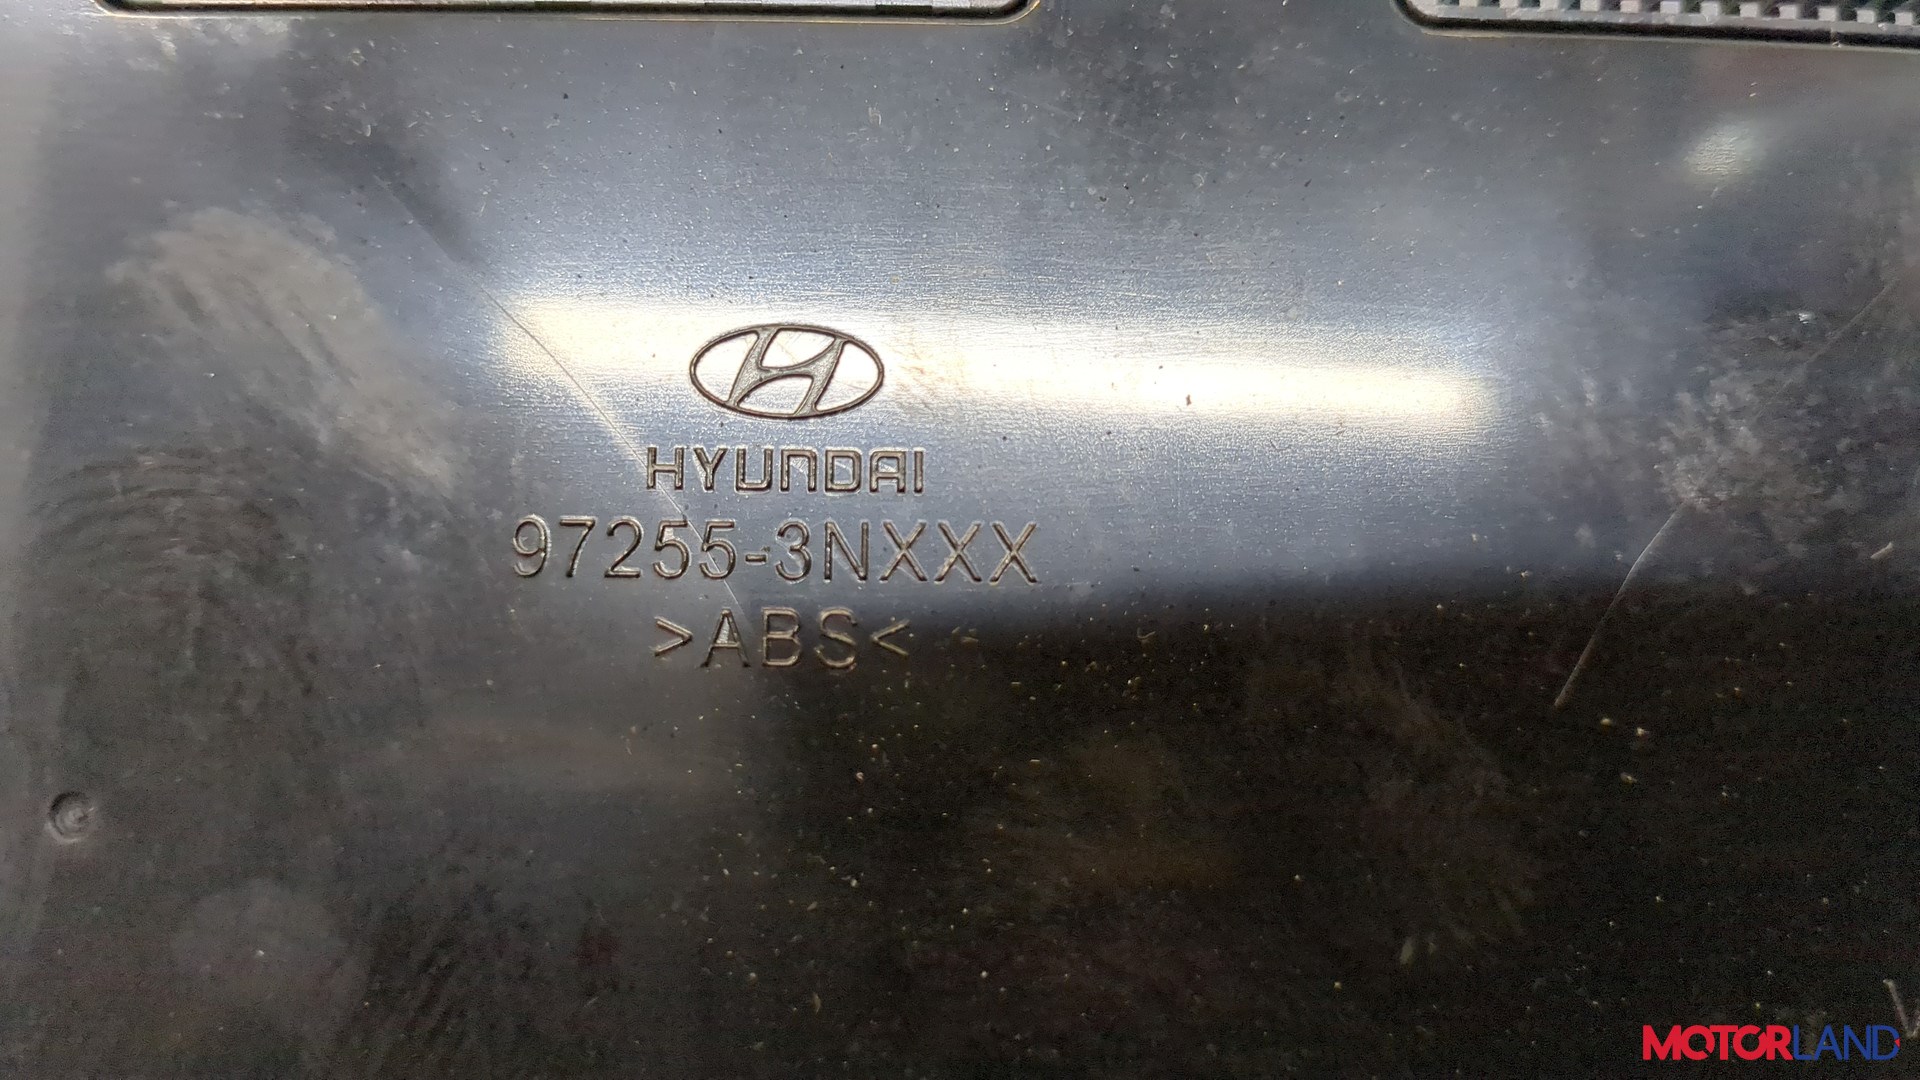 HYUNDAI
97255-3NXXX
>ABS<
MOTORLAND